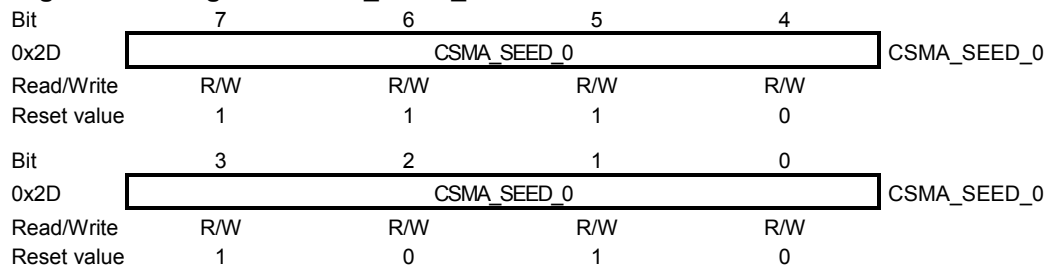 Bit 7 6 5 4
0x2D CSMA_SEED_0 CSMA_SEED_0
Read/Write R/W R/W R/W R/W
Reset value 1 1 1 0
Bit 3 2 1 0
0x2D CSMA_SEED_0 CSMA_SEED_0
Read/Write R/W R/W R/W R/W
Reset value 1 0 1 0